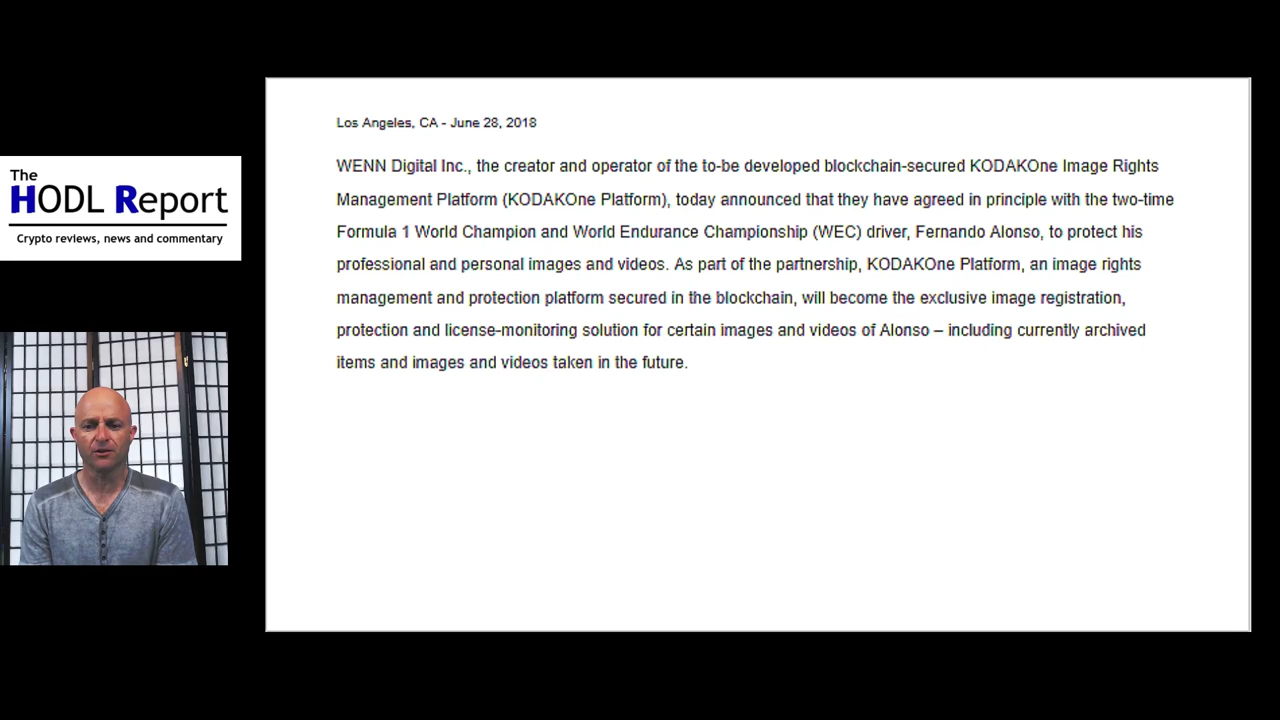 The
HODL Report
Crypto reviews, news and commentary
Los Angeles, CA - June 28, 2018
WENN Digital Inc., the creator and operator of the to-be developed blockchain-secured KODAKOne Image Rights
Management Platform (KODAKOne Platform), today announced that they have agreed in principle with the two-time
Formula 1 World Champion and World Endurance Championship (WEC) driver, Fernando Alonso, to protect his
professional and personal images and videos. As part of the partnership, KODAKOne Platform, an image rights
management and protection platform secured in the blockchain, will become the exclusive image registration,
protection and license-monitoring solution for certain images and videos of Alonso – including currently archived
items and images and videos taken in the future.